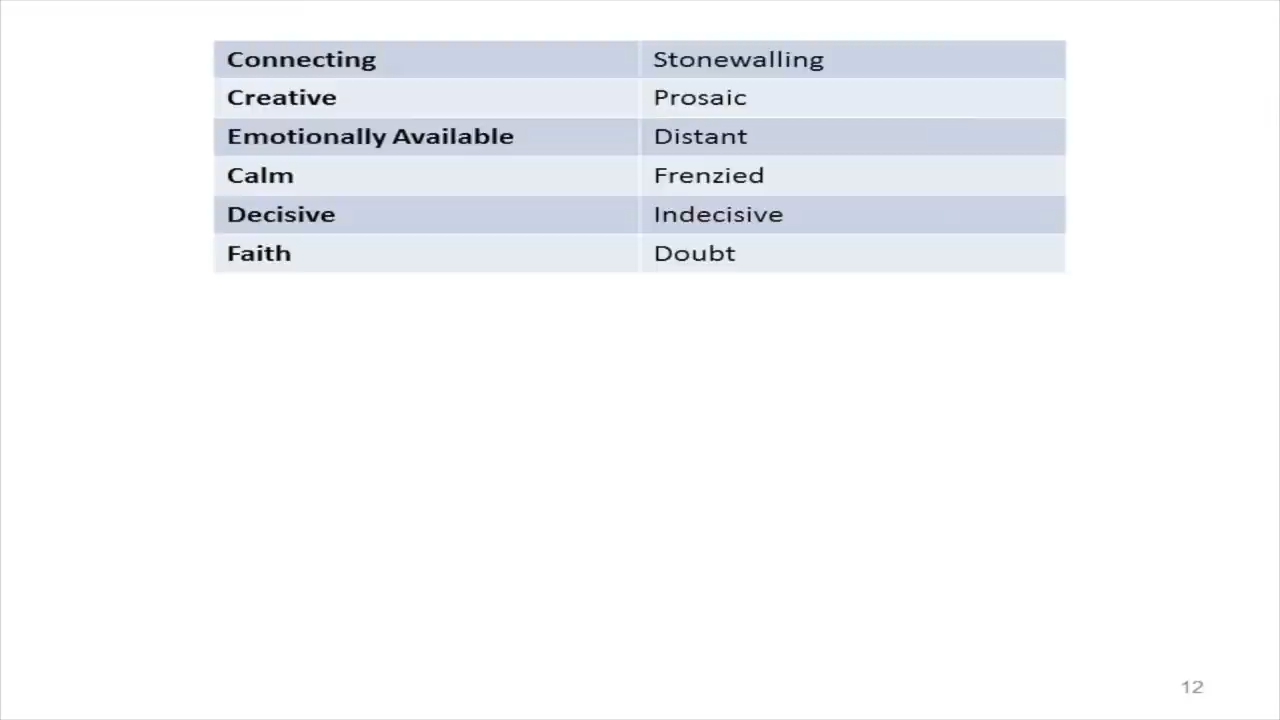 Connecting Stonewalling
Creative Prosaic
Emotionally Available Distant
Calm Frenzied
Decisive Indecisive
Faith Doubt
12